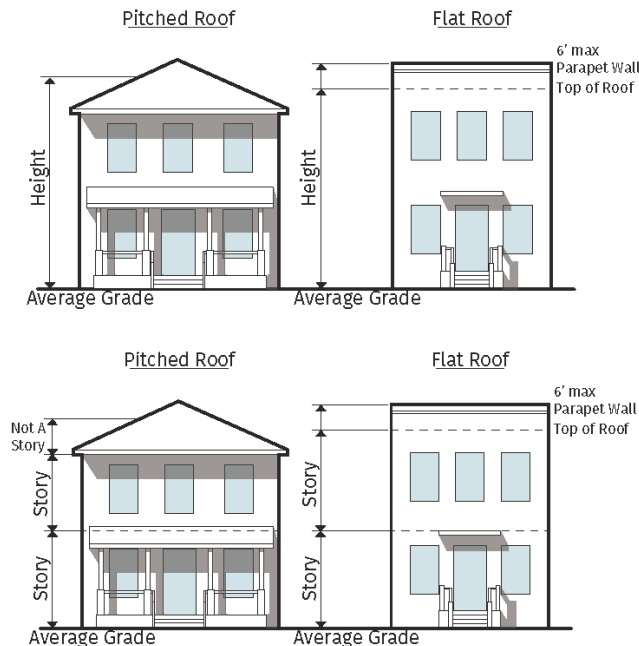 Pitched Roof
Flat Roof
6' max
Parapet Wall
Top of Roof
Height
Height
Average Grade
Average Grade
Pitched Roof
Flat Roof
6' max
Parapet Wall
Top of Roof
Not A
Story
Story
Story
Story
Story
Average Grade
Average Grade